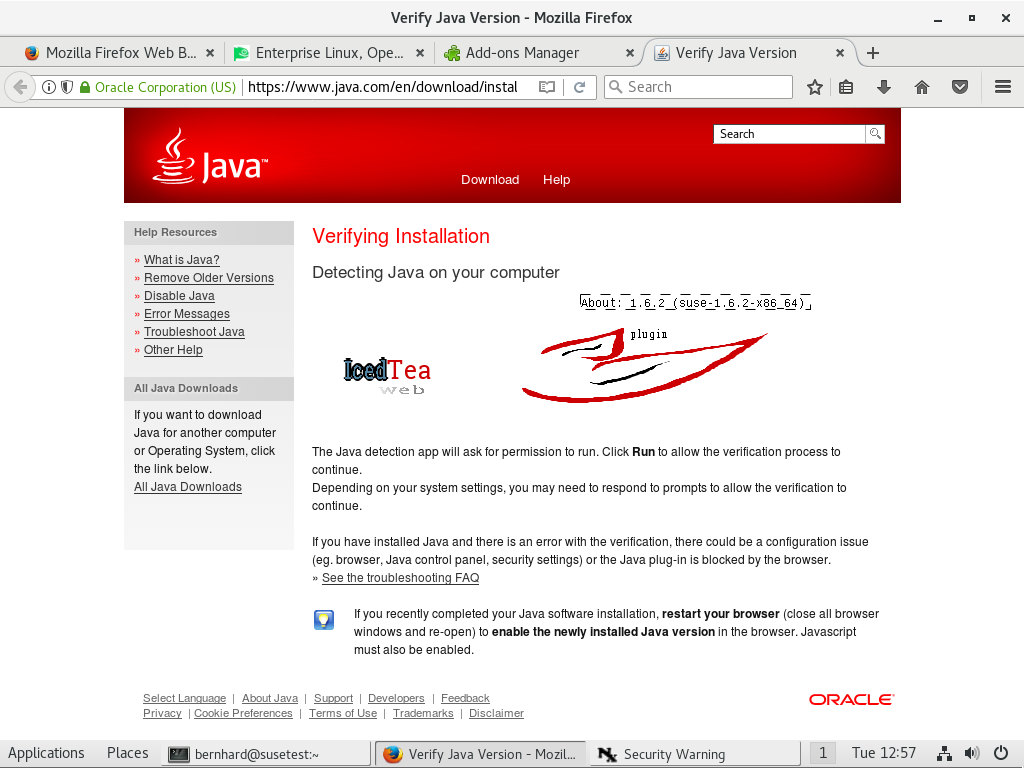 Verify Java Version - Mozilla Firefox
Mozilla Firefox Web B...
Enterprise Linux, Ope...
Add-ons Manager
Verify Java Version
Oracle Corporation (US)
https://www.java.com/en/download/instal
Search
Java™
Search
Download Help
Help Resources
» What is Java?
» Remove Older Versions
» Disable Java
» Error Messages
» Troubleshoot Java
» Other Help
All Java Downloads
If you want to download
Java for another computer
or Operating System, click
the link below.
All Java Downloads
Verifying Installation
Detecting Java on your computer
About: 1.6.2 (suse-1.6.2-x86_64)
plugin
IcedTea
web
The Java detection app will ask for permission to run. Click Run to allow the verification process to
continue.
Depending on your system settings, you may need to respond to prompts to allow the verification to
continue.
If you have installed Java and there is an error with the verification, there could be a configuration issue
(eg. browser, Java control panel, security settings) or the Java plug-in is blocked by the browser.
» See the troubleshooting FAQ
If you recently completed your Java software installation, restart your browser (close all browser
windows and re-open) to enable the newly installed Java version in the browser. Javascript
must also be enabled.
Select Language | About Java | Support | Developers | Feedback
Privacy | Cookie Preferences | Terms of Use | Trademarks | Disclaimer
ORACLE®
Applications Places bernhard@susetest:~ Verify Java Version - Mozil... Security Warning 1 Tue 12:57